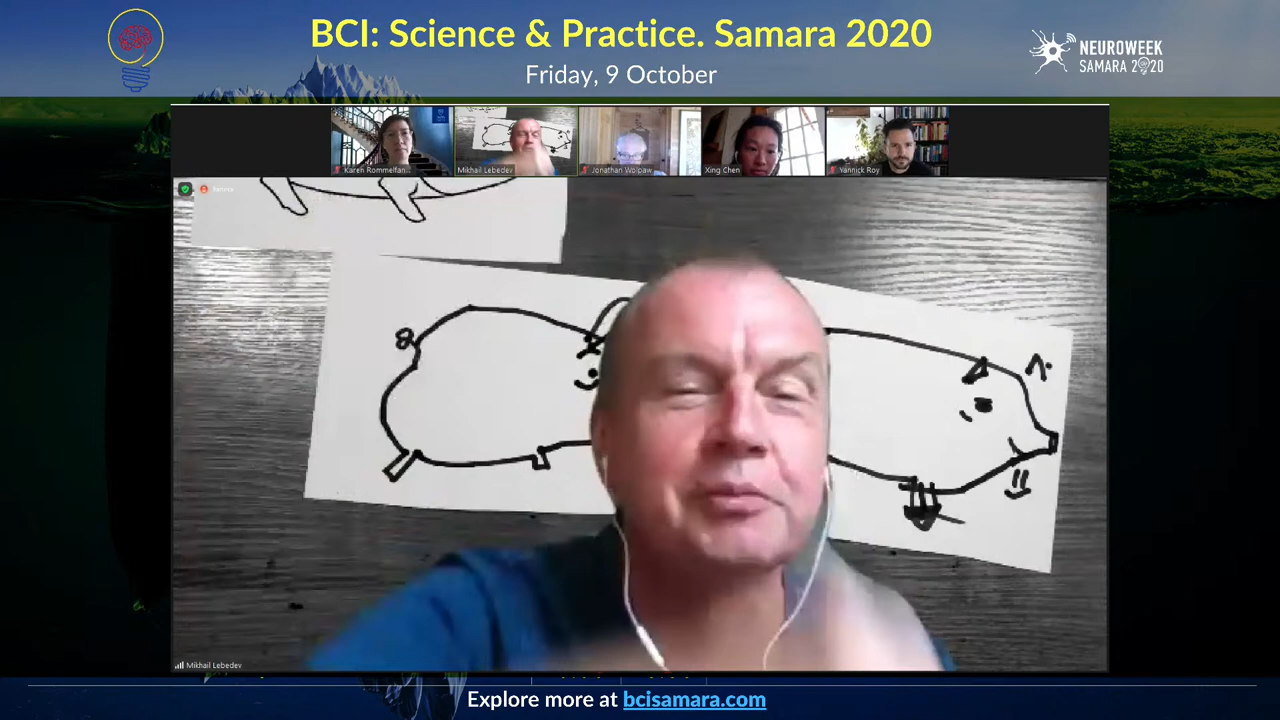 BCI: Science & Practice. Samara 2020
Friday, 9 October
NEUROWEEK
SAMARA 2020
Karen Rommelfan...
Mikhail Lebedev
Jonathan Wolpaw
Xing Chen
Yannick Roy
Mikhail Lebedev
Explore more at bcisamara.com